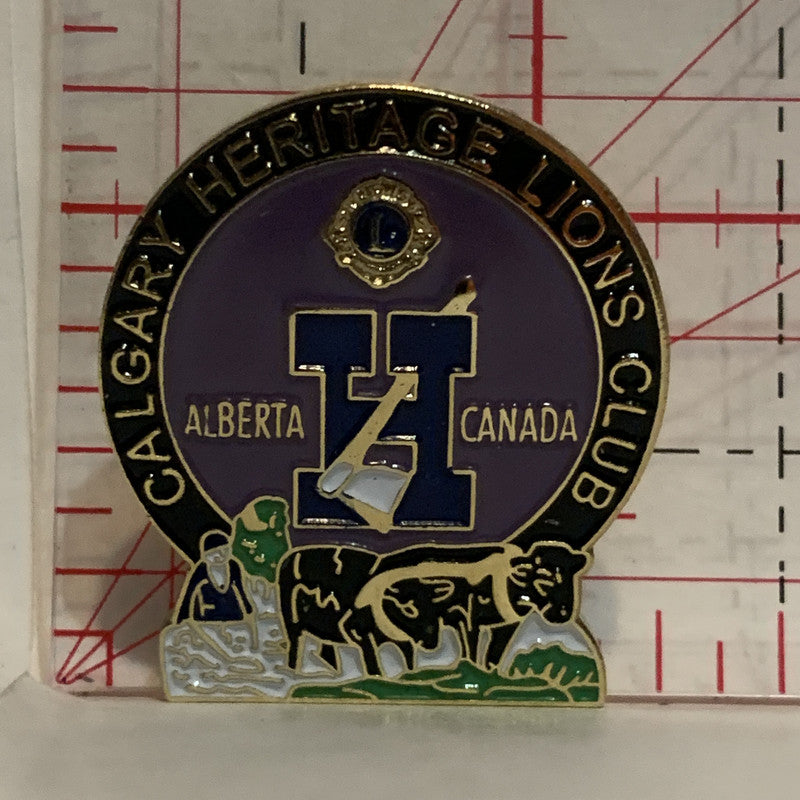 CALGARY HERITAGE LIONS CLUB
L
H
ALBERTA CANADA